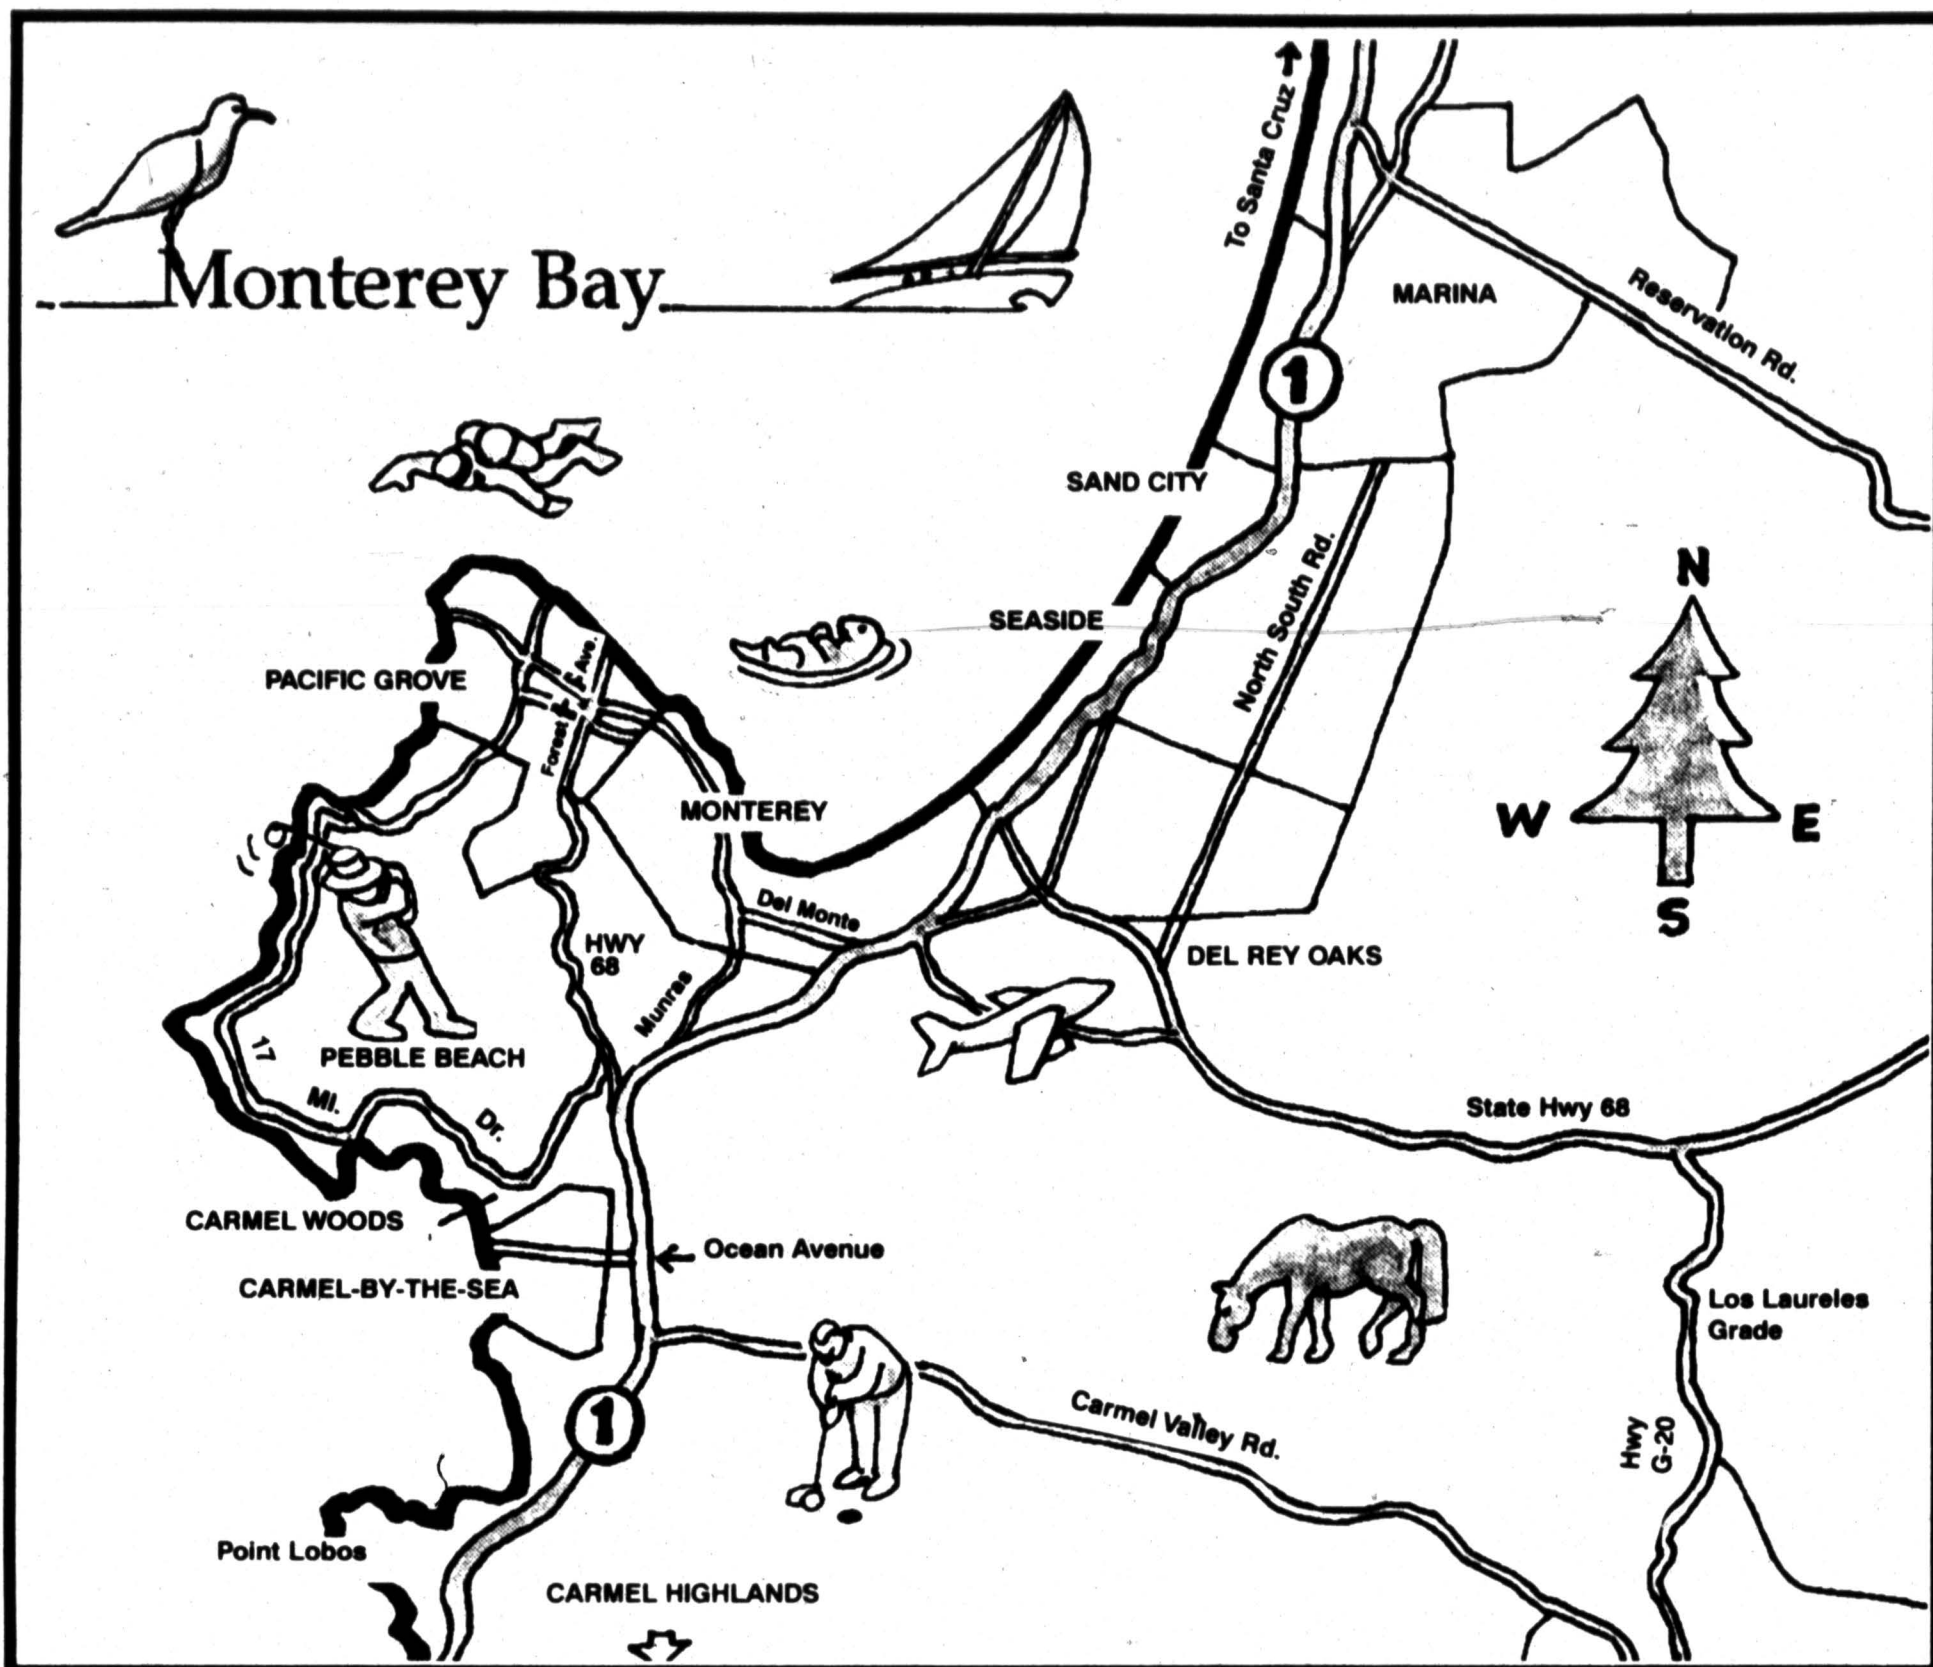 To Santa Cruz
Monterey Bay
MARINA
Reservation Rd.
1
SAND CITY
North South Rd.
N
SEASIDE
PACIFIC GROVE
Forest Ave.
MONTEREY
W
E
S
Del Monte
HWY
68
DEL REY OAKS
Munras
17
Mi.
Dr.
PEBBLE BEACH
State Hwy 68
CARMEL WOODS
Ocean Avenue
CARMEL-BY-THE-SEA
Los Laureles
Grade
1
Carmel Valley Rd.
Hwy
G-20
Point Lobos
CARMEL HIGHLANDS